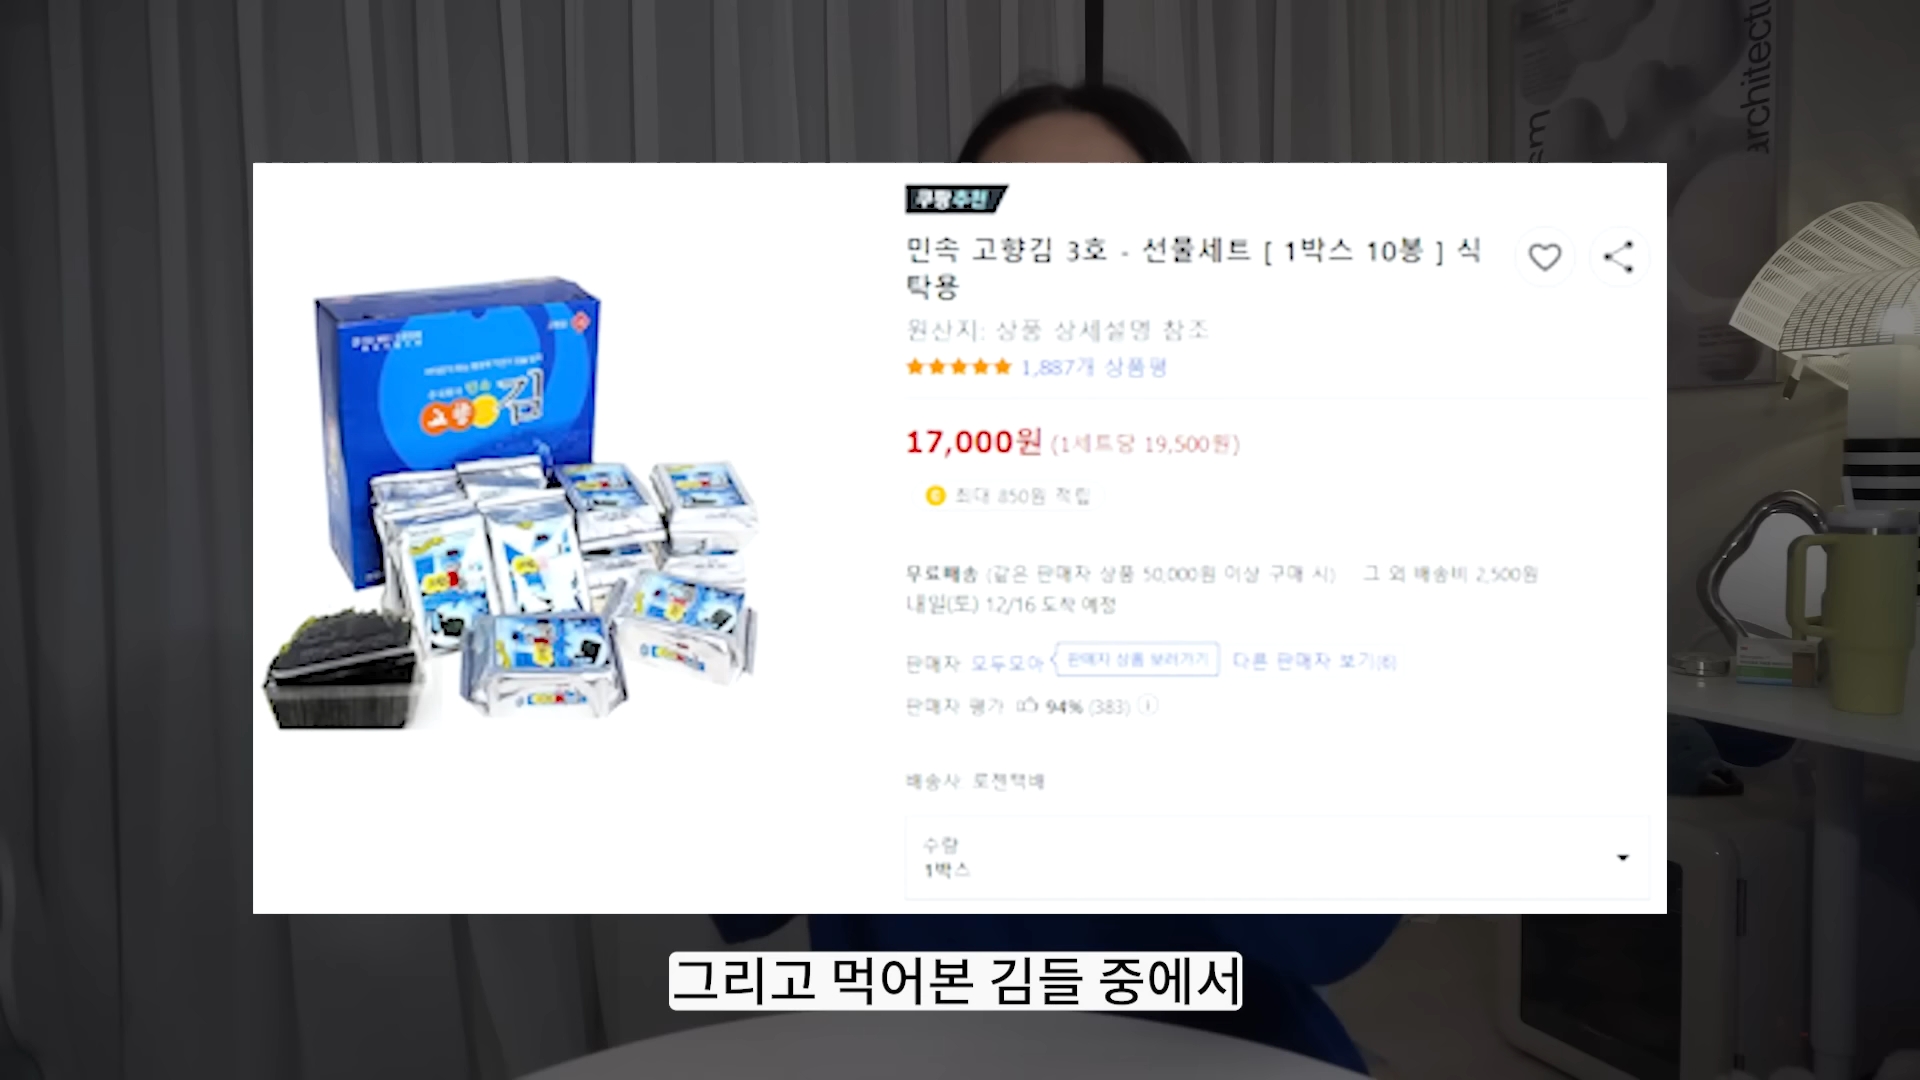 architectu
sm
쿠팡추천
민속 고향김 3호 - 선물세트 [ 1박스 10봉 ] 식
탁용
원산지: 상품 상세설명 참조
1,887개 상품평
17,000원 (1세트당 19,500원)
최대 850원 적립
무료배송 (같은 판매자 상품 50,000원 이상 구매 시) 그 외 배송비 2,500원
내일(토) 12/16 도착 예정
판매자: 모두모아 판매자 상품 보러가기 다른 판매자 보기(6)
판매자 평가 94% (383)
배송사: 로젠택배
수량
1박스
고향 김
그리고 먹어본 김들 중에서